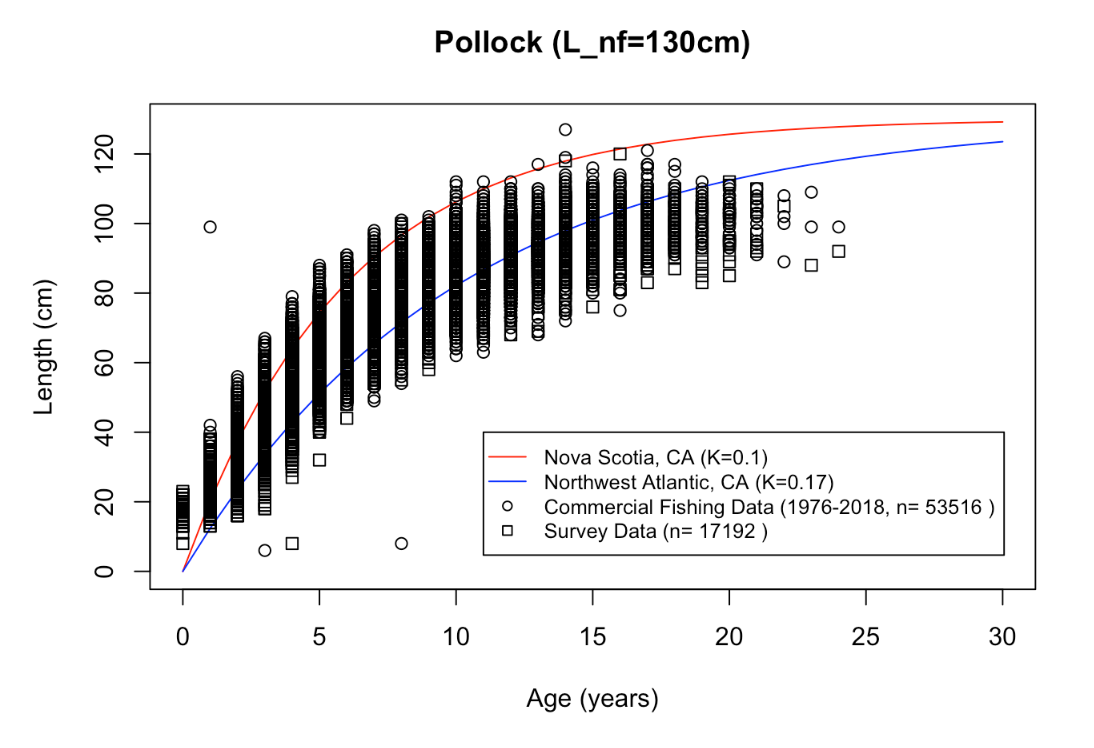 Pollock (L_nf=130cm)
120
100
80
60
40
20
0
Length (cm)
Nova Scotia, CA (K=0.1)
Northwest Atlantic, CA (K=0.17)
Commercial Fishing Data (1976-2018, n= 53516 )
Survey Data (n= 17192 )
0 5 10 15 20 25 30
Age (years)